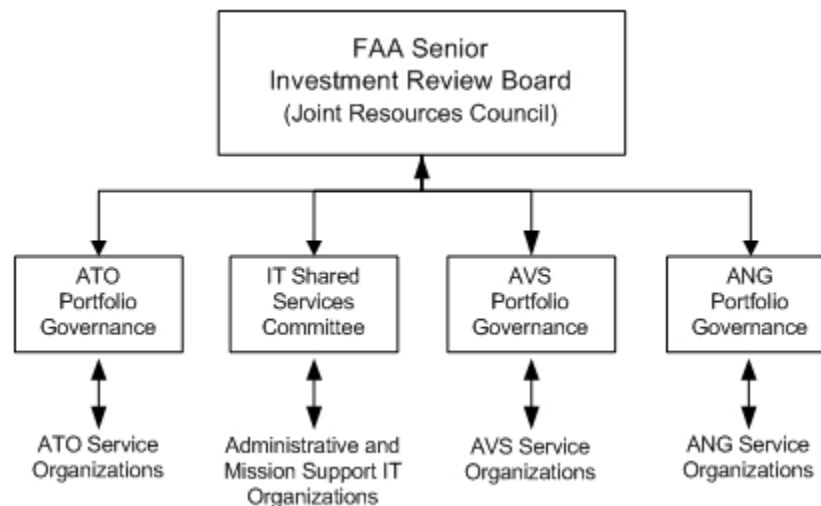 FAA Senior
Investment Review Board
(Joint Resources Council)
ATO
Portfolio
Governance
IT Shared
Services
Committee
AVS
Portfolio
Governance
ANG
Portfolio
Governance
ATO Service
Organizations
Administrative and
Mission Support IT
Organizations
AVS Service
Organizations
ANG Service
Organizations